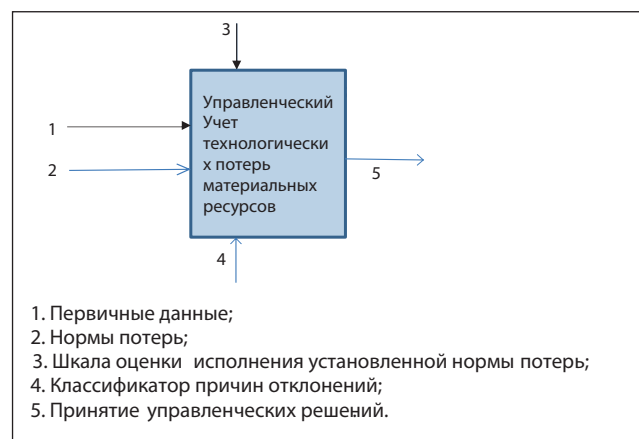 3
Управленческий
Учет
технологически
х потерь
материальных
ресурсов
1
2
5
4
1. Первичные данные;
2. Нормы потерь;
3. Шкала оценки исполнения установленной нормы потерь;
4. Классификатор причин отклонений;
5. Принятие управленческих решений.